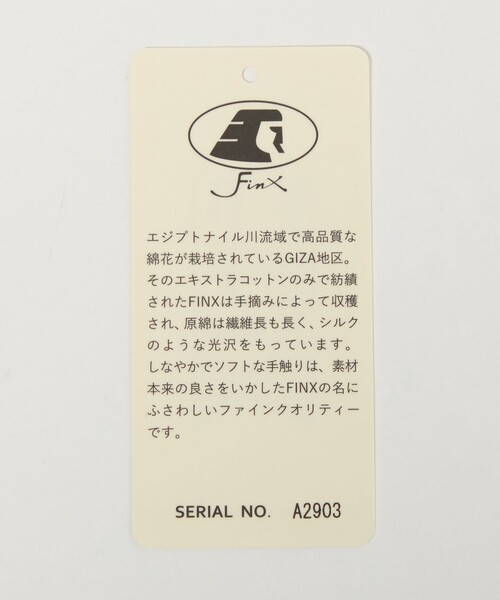 Finx
エジプトナイル川流域で高品質な
綿花が栽培されているGIZA地区。
そのエキストラコットンのみで紡績
されたFINXは手摘みによって収穫
され、原綿は繊維長も長く、シルク
のような光沢をもっています。
しなやかでソフトな手触りは、素材
本来の良さをいかしたFINXの名に
ふさわしいファインクオリティー
です。
SERIAL NO. A2903